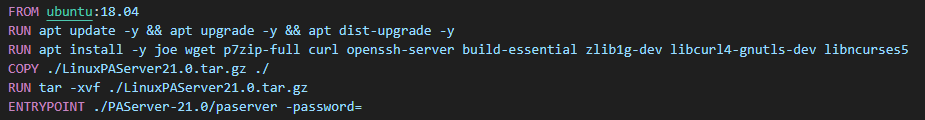 FROM ubuntu:18.04
RUN apt update -y && apt upgrade -y && apt dist-upgrade -y
RUN apt install -y joe wget p7zip-full curl openssh-server build-essential zlib1g-dev libcurl4-gnutls-dev libncurses5
COPY ./LinuxPAServer21.0.tar.gz ./
RUN tar -xvf ./LinuxPAServer21.0.tar.gz
ENTRYPOINT ./PAServer-21.0/paserver -password=